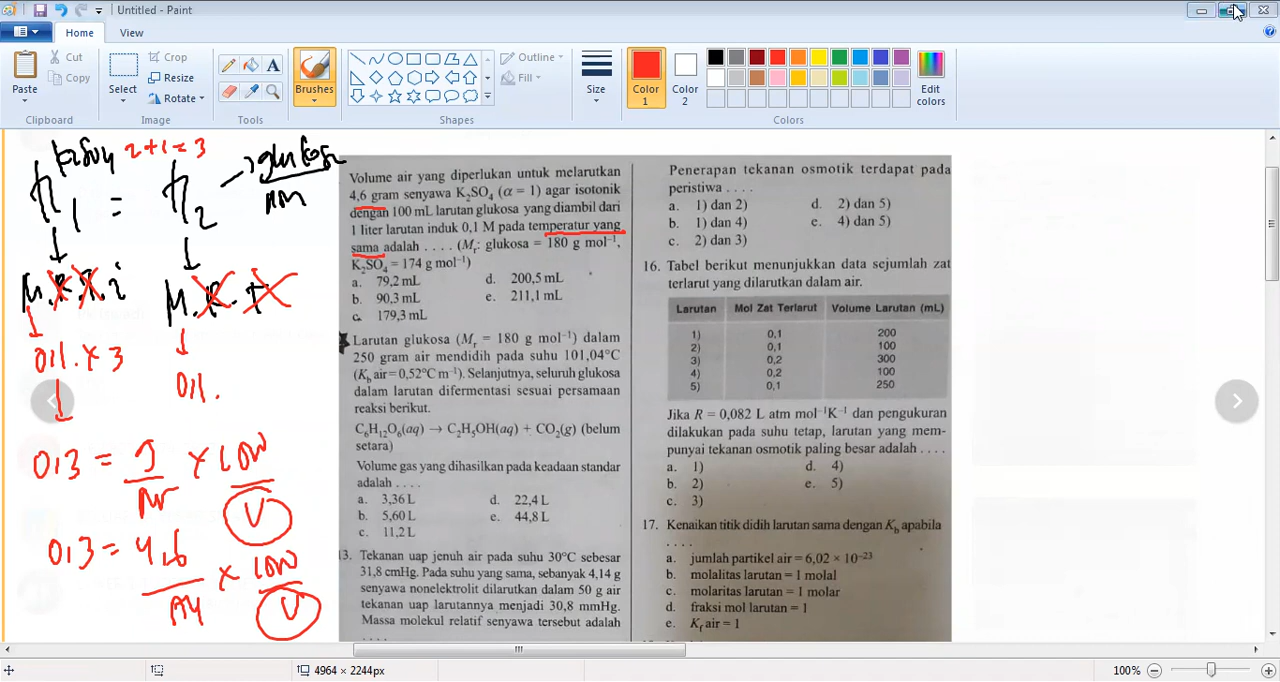 Untitled - Paint
Home
View
Paste
Cut
Copy
Clipboard
Select
Crop
Resize
Rotate
Image
Tools
Brushes
Shapes
Outline
Fill
Size
Color 1
Color 2
Edit colors
Colors
2+1=3
π1 = π2 → glukosa
M.R.T.i
M.R.T
0,1 . x 3
0,1 .
0,3 = g/Mr x 1000/V
0,3 = 4,6/174 x 1000/V
Volume air yang diperlukan untuk melarutkan
4,6 gram senyawa K₂SO₄ (α = 1) agar isotonik
dengan 100 mL larutan glukosa yang diambil dari
1 liter larutan induk 0,1 M pada temperatur yang
sama adalah . . . . (Mr: glukosa = 180 g mol⁻¹,
K₂SO₄ = 174 g mol⁻¹)
a. 79,2 mL d. 200,5 mL
b. 90,3 mL e. 211,1 mL
c. 179,3 mL
Larutan glukosa (Mr = 180 g mol⁻¹) dalam
250 gram air mendidih pada suhu 101,04°C
(Kb air = 0,52°C m⁻¹). Selanjutnya, seluruh glukosa
dalam larutan difermentasi sesuai persamaan
reaksi berikut.
C₆H₁₂O₆(aq) → C₂H₅OH(aq) + CO₂(g) (belum
setara)
Volume gas yang dihasilkan pada keadaan standar
adalah . . . .
a. 3,36 L d. 22,4 L
b. 5,60 L e. 44,8 L
c. 11,2 L
13. Tekanan uap jenuh air pada suhu 30°C sebesar
31,8 cmHg. Pada suhu yang sama, sebanyak 4,14 g
senyawa nonelektrolit dilarutkan dalam 50 g air
tekanan uap larutannya menjadi 30,8 mmHg.
Massa molekul relatif senyawa tersebut adalah
. . . .
Penerapan tekanan osmotik terdapat pada
peristiwa . . . .
a. 1) dan 2) d. 2) dan 5)
b. 1) dan 4) e. 4) dan 5)
c. 2) dan 3)
16. Tabel berikut menunjukkan data sejumlah zat
terlarut yang dilarutkan dalam air.
Larutan Mol Zat Terlarut Volume Larutan (mL)
1) 0,1 200
2) 0,1 100
3) 0,2 300
4) 0,2 100
5) 0,1 250
Jika R = 0,082 L atm mol⁻¹K⁻¹ dan pengukuran
dilakukan pada suhu tetap, larutan yang mem-
punyai tekanan osmotik paling besar adalah . . . .
a. 1) d. 4)
b. 2) e. 5)
c. 3)
17. Kenaikan titik didih larutan sama dengan Kb apabila
. . . .
a. jumlah partikel air = 6,02 × 10⁻²³
b. molalitas larutan = 1 molal
c. molaritas larutan = 1 molar
d. fraksi mol larutan = 1
e. Kf air = 1
4964 × 2244px
100%